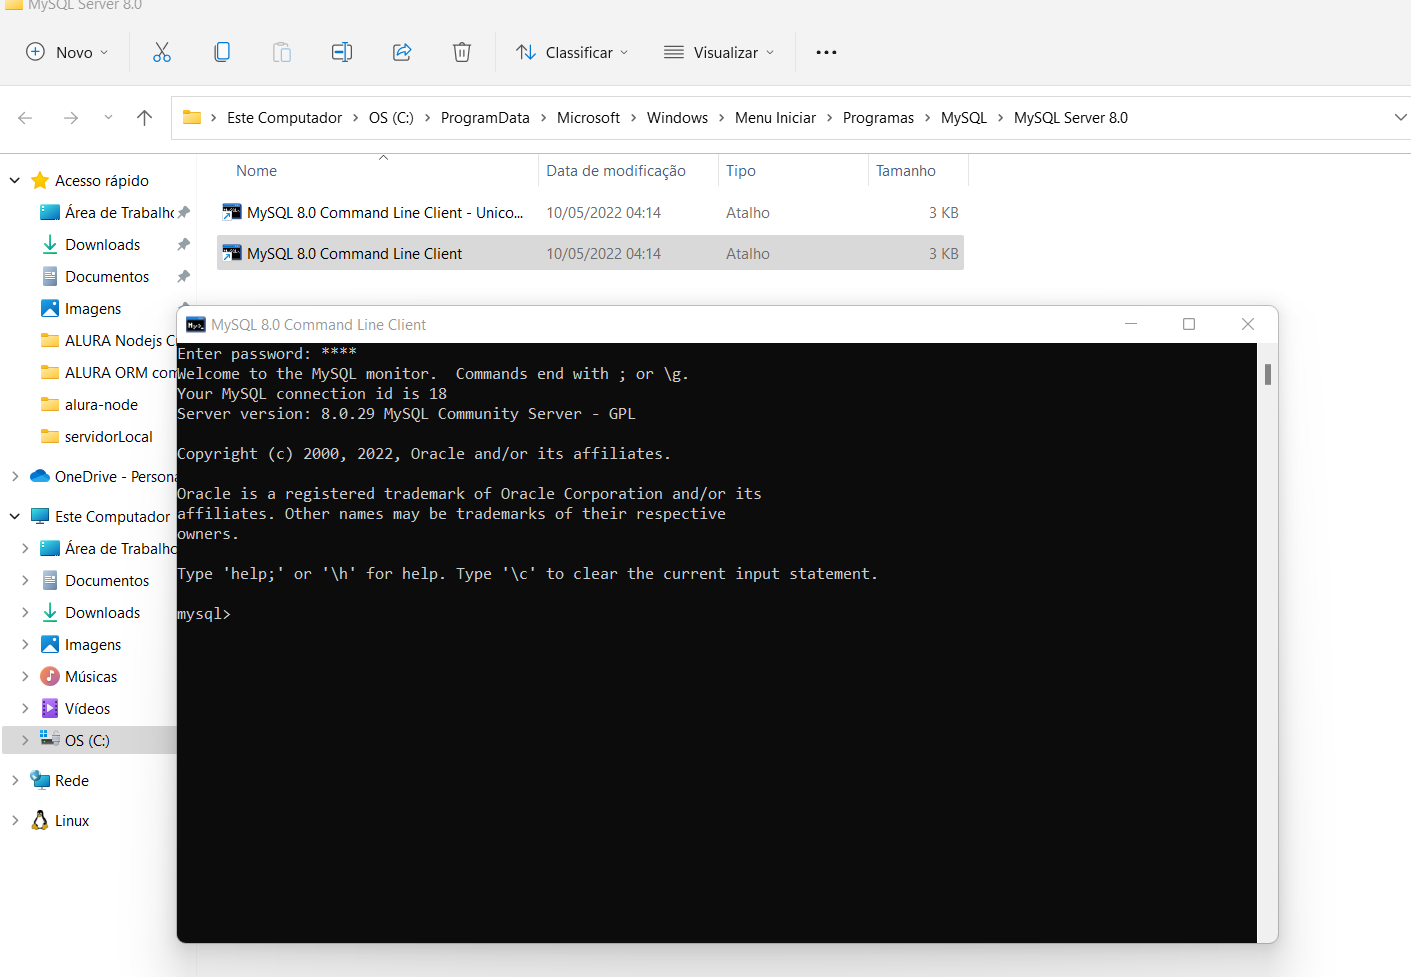 MySQL Server 8.0
Novo
Classificar
Visualizar
Este Computador
OS (C:)
ProgramData
Microsoft
Windows
Menu Iniciar
Programas
MySQL
MySQL Server 8.0
Nome
Data de modificação
Tipo
Tamanho
MySQL 8.0 Command Line Client - Unico...
10/05/2022 04:14
Atalho
3 KB
MySQL 8.0 Command Line Client
10/05/2022 04:14
Atalho
3 KB
Acesso rápido
Área de Trabalho
Downloads
Documentos
Imagens
ALURA Nodejs C
ALURA ORM com
alura-node
servidorLocal
OneDrive - Persona
Este Computador
Área de Trabalho
Documentos
Downloads
Imagens
Músicas
Vídeos
OS (C:)
Rede
Linux
MySQL 8.0 Command Line Client
Enter password: ****
Welcome to the MySQL monitor.  Commands end with ; or \g.
Your MySQL connection id is 18
Server version: 8.0.29 MySQL Community Server - GPL
Copyright (c) 2000, 2022, Oracle and/or its affiliates.
Oracle is a registered trademark of Oracle Corporation and/or its
affiliates. Other names may be trademarks of their respective
owners.
Type 'help;' or '\h' for help. Type '\c' to clear the current input statement.
mysql>